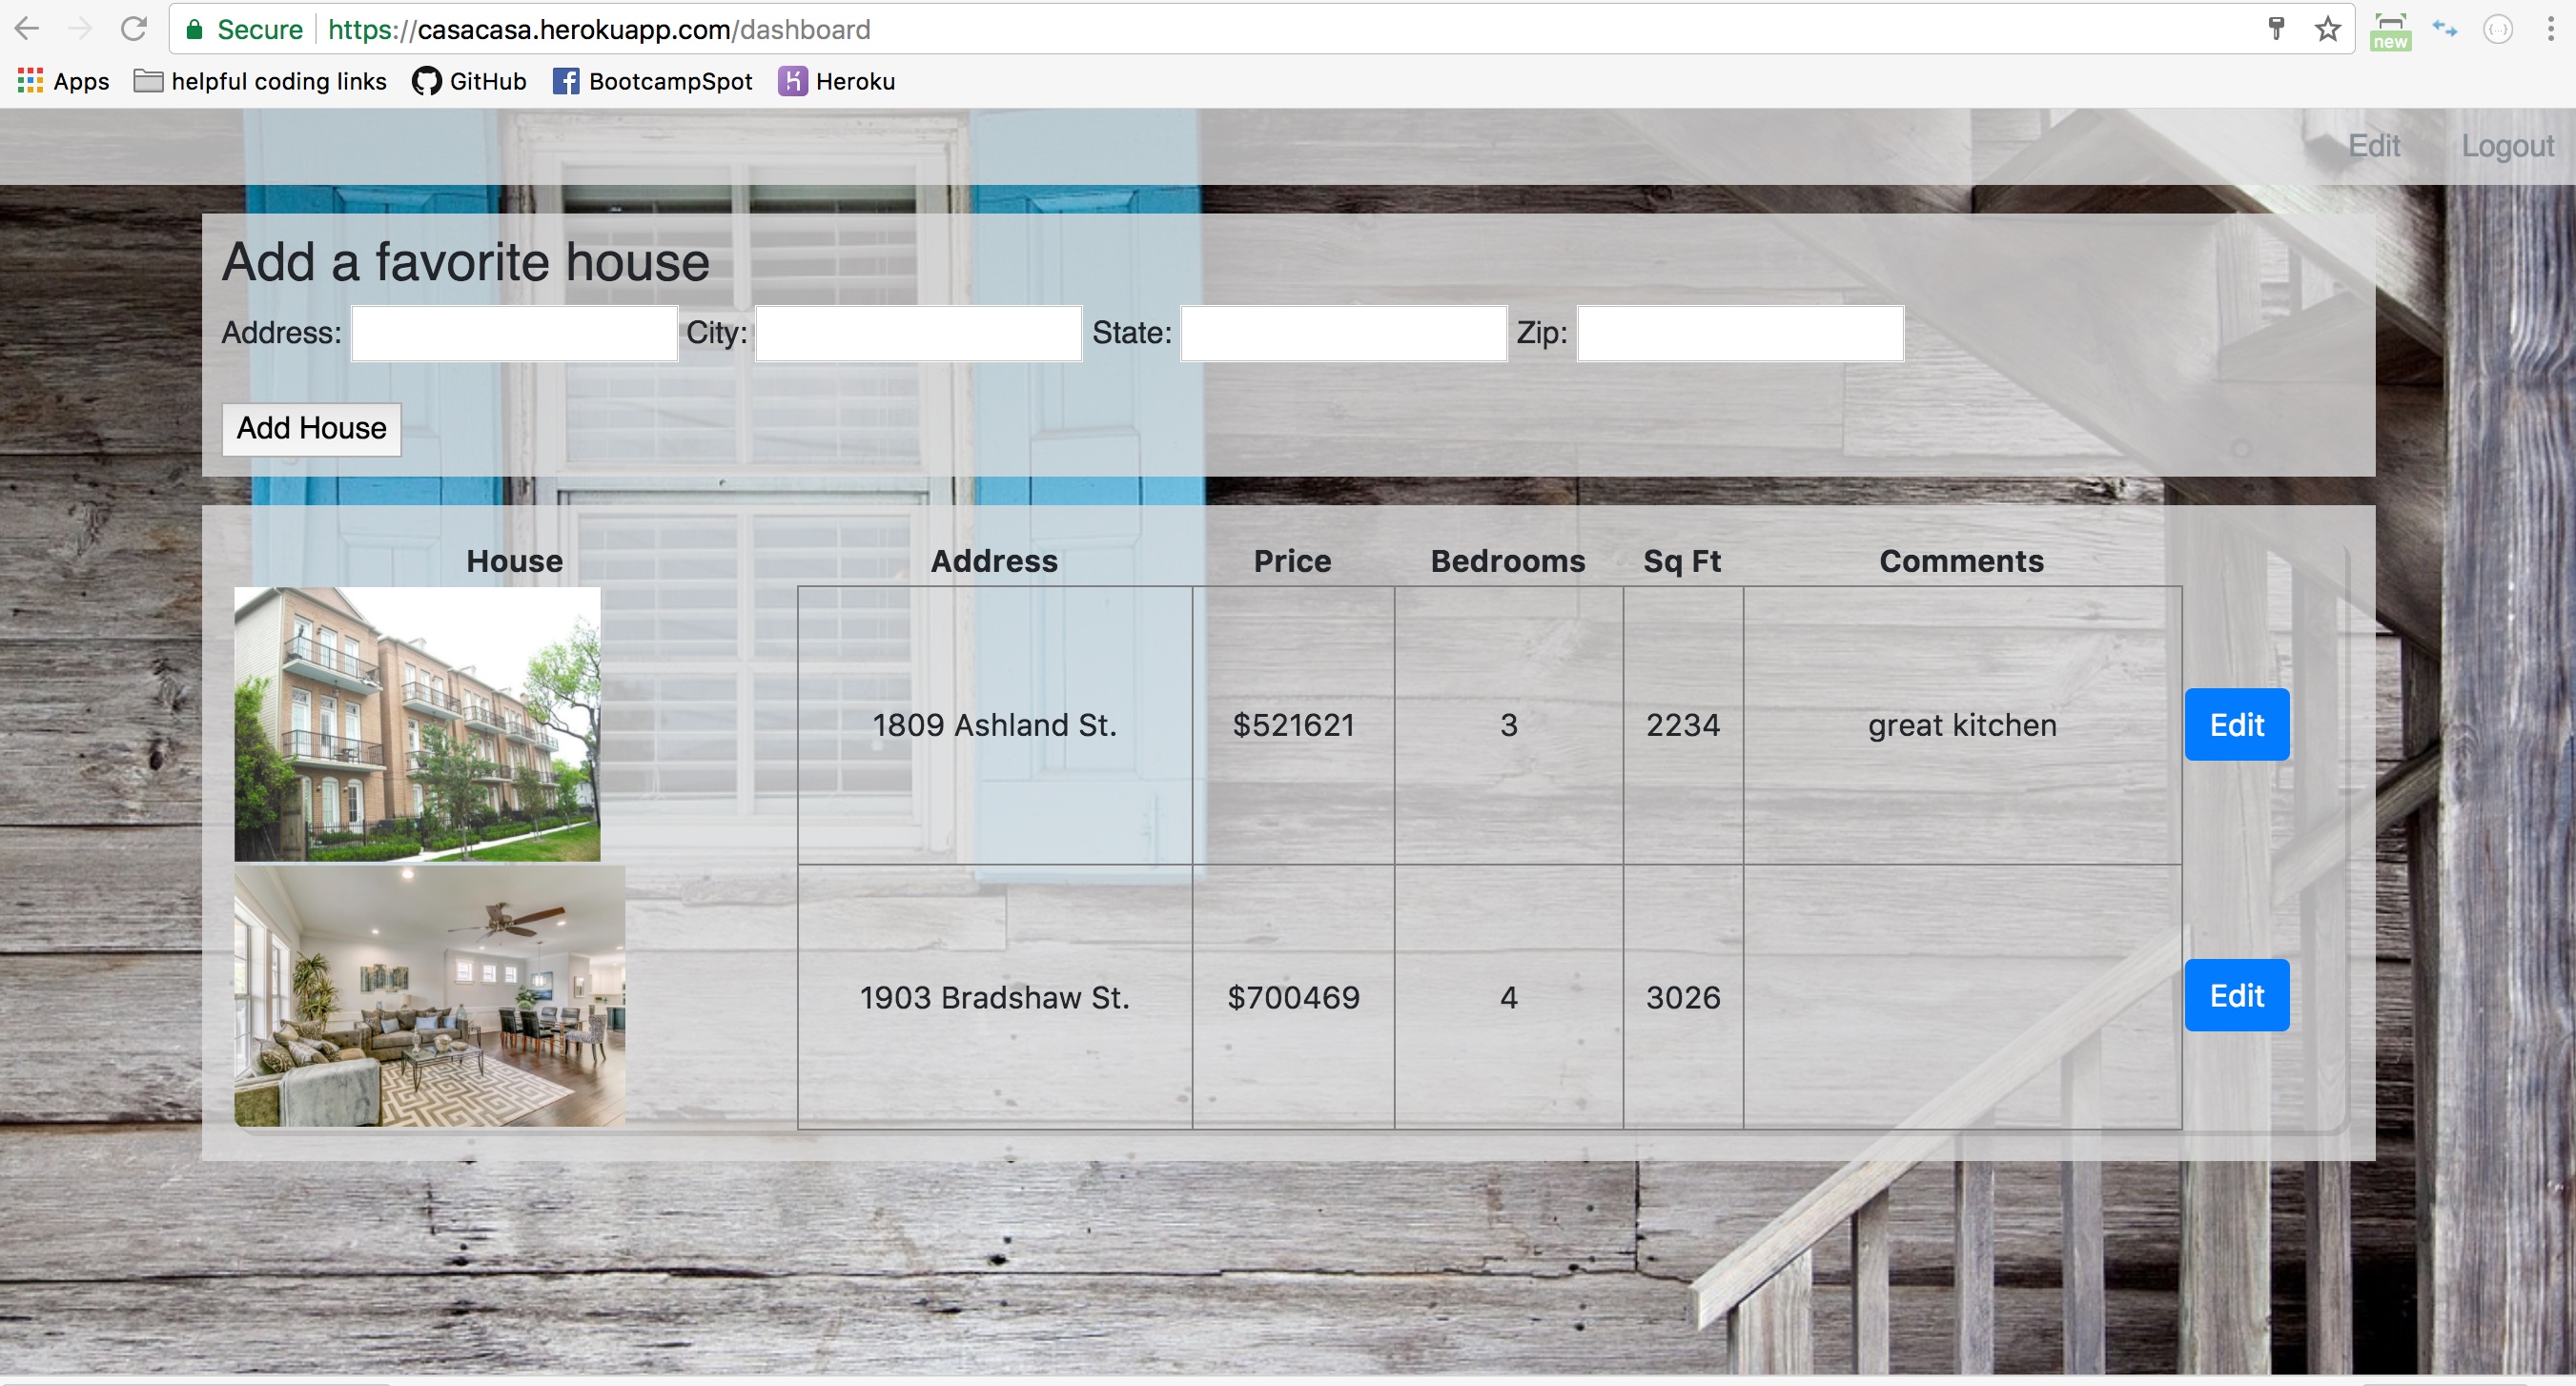 Secure https://casacasa.herokuapp.com/dashboard
new
Apps helpful coding links GitHub BootcampSpot Heroku
Edit Logout
Add a favorite house
Address: City: State: Zip:
Add House
House Address Price Bedrooms Sq Ft Comments
1809 Ashland St. $521621 3 2234 great kitchen Edit
1903 Bradshaw St. $700469 4 3026 Edit